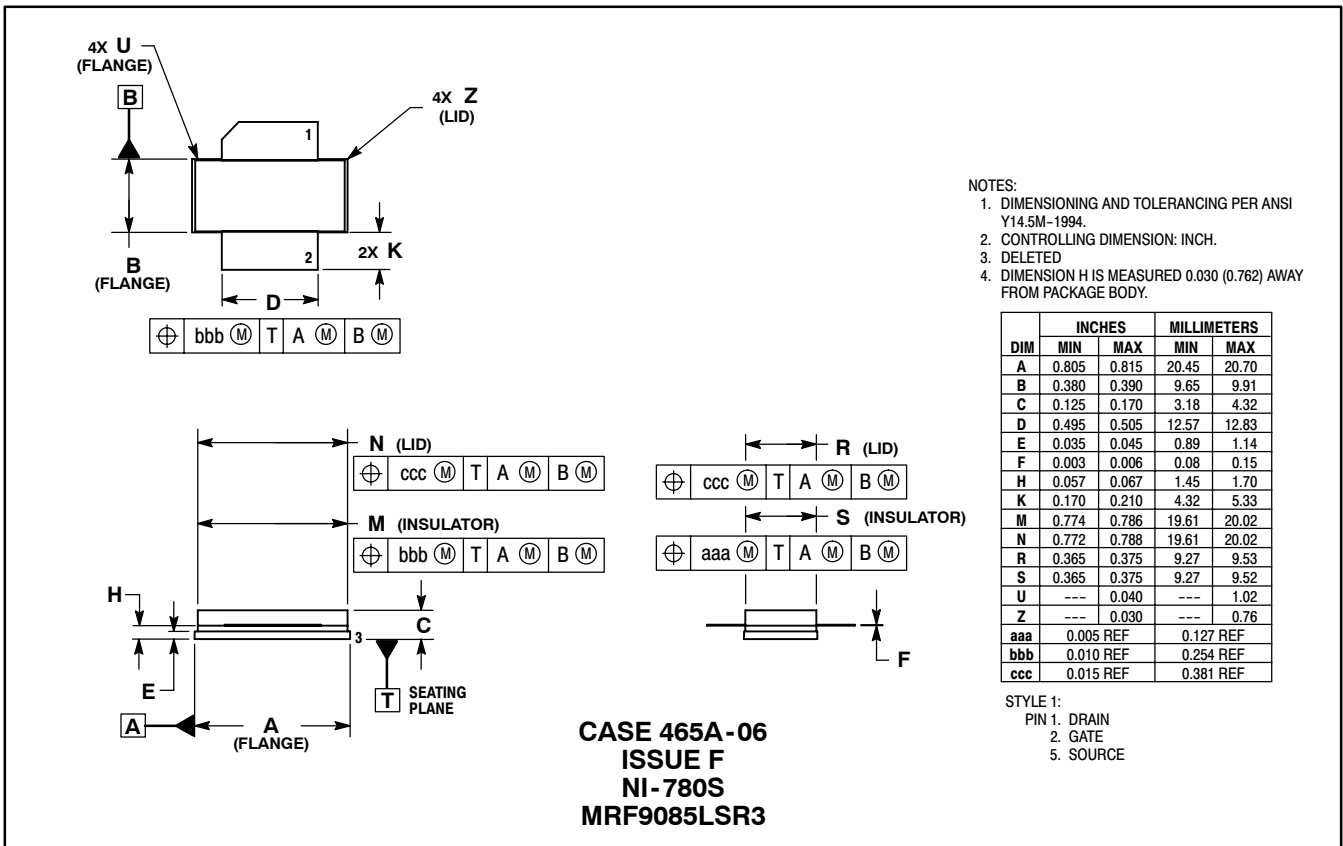 4X U
(FLANGE)
B
4X Z
(LID)
1
B
(FLANGE)
2X K
2
D
⌖ bbb Ⓜ T A Ⓜ B Ⓜ
N (LID)
⌖ ccc Ⓜ T A Ⓜ B Ⓜ
M (INSULATOR)
⌖ bbb Ⓜ T A Ⓜ B Ⓜ
H
C
3
E
T SEATING
PLANE
A
A
(FLANGE)
R (LID)
⌖ ccc Ⓜ T A Ⓜ B Ⓜ
S (INSULATOR)
⌖ aaa Ⓜ T A Ⓜ B Ⓜ
F
CASE 465A-06
ISSUE F
NI-780S
MRF9085LSR3
NOTES:
1. DIMENSIONING AND TOLERANCING PER ANSI
Y14.5M-1994.
2. CONTROLLING DIMENSION: INCH.
3. DELETED
4. DIMENSION H IS MEASURED 0.030 (0.762) AWAY
FROM PACKAGE BODY.
INCHES MILLIMETERS
DIM MIN MAX MIN MAX
A 0.805 0.815 20.45 20.70
B 0.380 0.390 9.65 9.91
C 0.125 0.170 3.18 4.32
D 0.495 0.505 12.57 12.83
E 0.035 0.045 0.89 1.14
F 0.003 0.006 0.08 0.15
H 0.057 0.067 1.45 1.70
K 0.170 0.210 4.32 5.33
M 0.774 0.786 19.61 20.02
N 0.772 0.788 19.61 20.02
R 0.365 0.375 9.27 9.53
S 0.365 0.375 9.27 9.52
U --- 0.040 --- 1.02
Z --- 0.030 --- 0.76
aaa 0.005 REF 0.127 REF
bbb 0.010 REF 0.254 REF
ccc 0.015 REF 0.381 REF
STYLE 1:
PIN 1. DRAIN
2. GATE
5. SOURCE